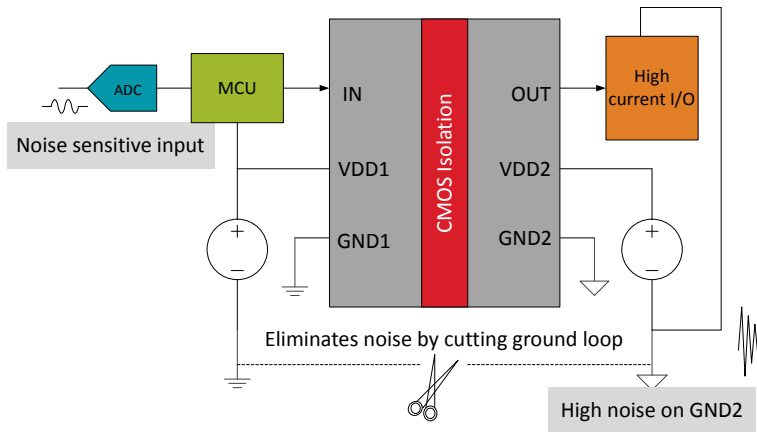 ADC
MCU
IN
OUT
High
current I/O
Noise sensitive input
VDD1
VDD2
CMOS Isolation
GND1
GND2
+
−
+
−
Eliminates noise by cutting ground loop
High noise on GND2